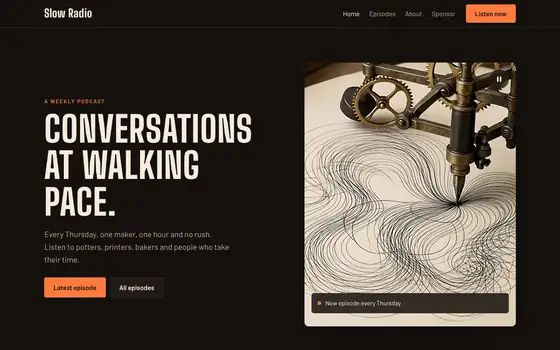 Slow Radio
Home Episodes About Sponsor Listen now
A WEEKLY PODCAST
CONVERSATIONS
AT WALKING
PACE.
Every Thursday, one maker, one hour and no rush.
Listen to potters, printers, bakers and people who take
their time.
Latest episode All episodes
New episode every Thursday